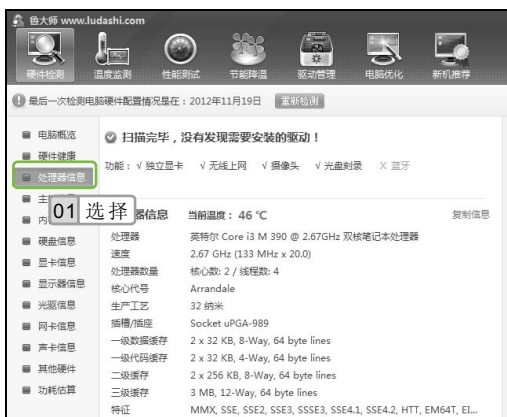 鲁大师 www.ludashi.com
硬件检测 温度监测 性能测试 节能降温 驱动管理 电脑优化 新机推荐
最后一次检测电脑硬件配置情况是在：2012年11月19日 重新检测
电脑概览
硬件健康
处理器信息
主
内
硬盘信息
显卡信息
显示器信息
光驱信息
网卡信息
声卡信息
其他硬件
功耗估算
01 选择
扫描完毕，没有发现需要安装的驱动！
功能：√ 独立显卡 √ 无线上网 √ 摄像头 √ 光盘刻录 X 蓝牙
器信息 当前温度：46 °C 复制信息
处理器 英特尔 Core i3 M 390 @ 2.67GHz 双核笔记本处理器
速度 2.67 GHz (133 MHz x 20.0)
处理器数量 核心数: 2 / 线程数: 4
核心代号 Arrandale
生产工艺 32 纳米
插槽/插座 Socket uPGA-989
一级数据缓存 2 x 32 KB, 8-Way, 64 byte lines
一级代码缓存 2 x 32 KB, 4-Way, 64 byte lines
二级缓存 2 x 256 KB, 8-Way, 64 byte lines
三级缓存 3 MB, 12-Way, 64 byte lines
特征 MMX, SSE, SSE2, SSE3, SSSE3, SSE4.1, SSE4.2, HTT, EM64T, EI...